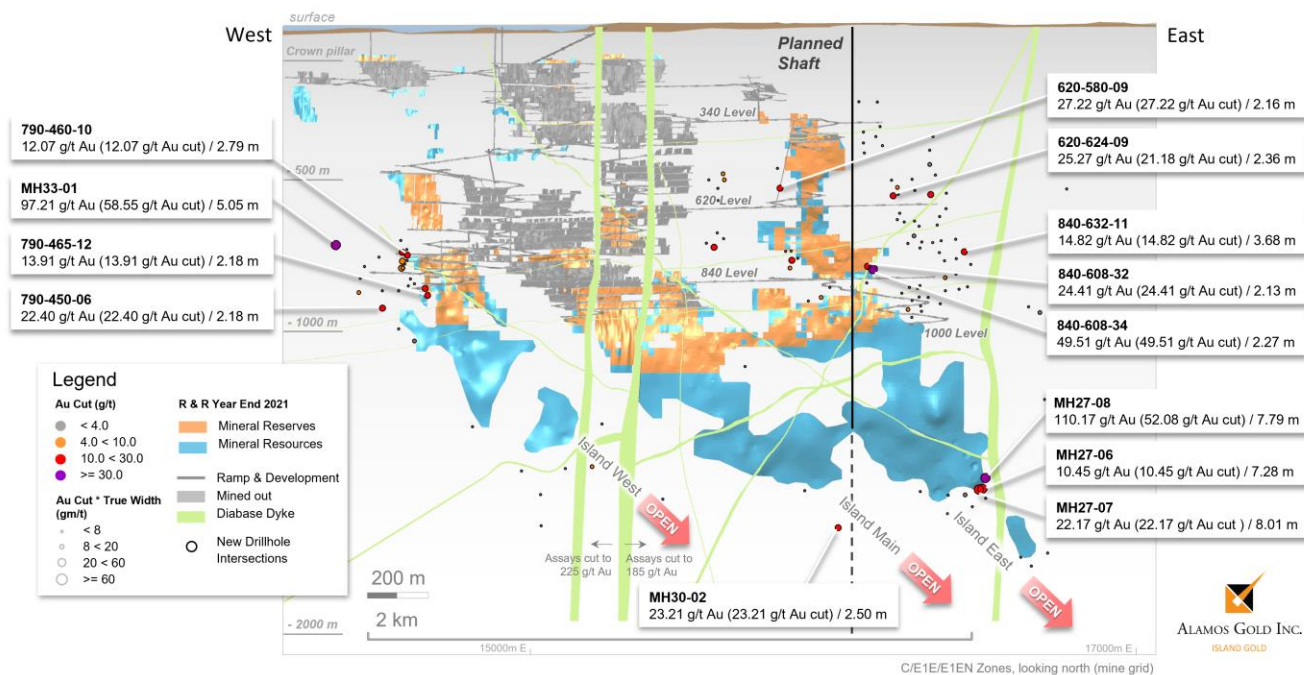 surface
West
East
Crown pillar
Planned
Shaft
340 Level
- 500 m
620 Level
840 Level
- 1000 m
1000 Level
790-460-10
12.07 g/t Au (12.07 g/t Au cut) / 2.79 m
MH33-01
97.21 g/t Au (58.55 g/t Au cut) / 5.05 m
790-465-12
13.91 g/t Au (13.91 g/t Au cut) / 2.18 m
790-450-06
22.40 g/t Au (22.40 g/t Au cut) / 2.18 m
620-580-09
27.22 g/t Au (27.22 g/t Au cut) / 2.16 m
620-624-09
25.27 g/t Au (21.18 g/t Au cut) / 2.36 m
840-632-11
14.82 g/t Au (14.82 g/t Au cut) / 3.68 m
840-608-32
24.41 g/t Au (24.41 g/t Au cut) / 2.13 m
840-608-34
49.51 g/t Au (49.51 g/t Au cut) / 2.27 m
MH27-08
110.17 g/t Au (52.08 g/t Au cut) / 7.79 m
MH27-06
10.45 g/t Au (10.45 g/t Au cut) / 7.28 m
MH27-07
22.17 g/t Au (22.17 g/t Au cut ) / 8.01 m
Legend
Au Cut (g/t)
< 4.0
4.0 < 10.0
10.0 < 30.0
>= 30.0
Au Cut * True Width
(gm/t)
< 8
8 < 20
20 < 60
>= 60
R & R Year End 2021
Mineral Reserves
Mineral Resources
Ramp & Development
Mined out
Diabase Dyke
New Drillhole
Intersections
Island West
OPEN
Island Main
OPEN
Island East
OPEN
Assays cut to
225 g/t Au
Assays cut to
185 g/t Au
MH30-02
23.21 g/t Au (23.21 g/t Au cut) / 2.50 m
200 m
2 km
- 2000 m
15000m E
17000m E
C/E1E/E1EN Zones, looking north (mine grid)
ALAMOS GOLD INC.
ISLAND GOLD